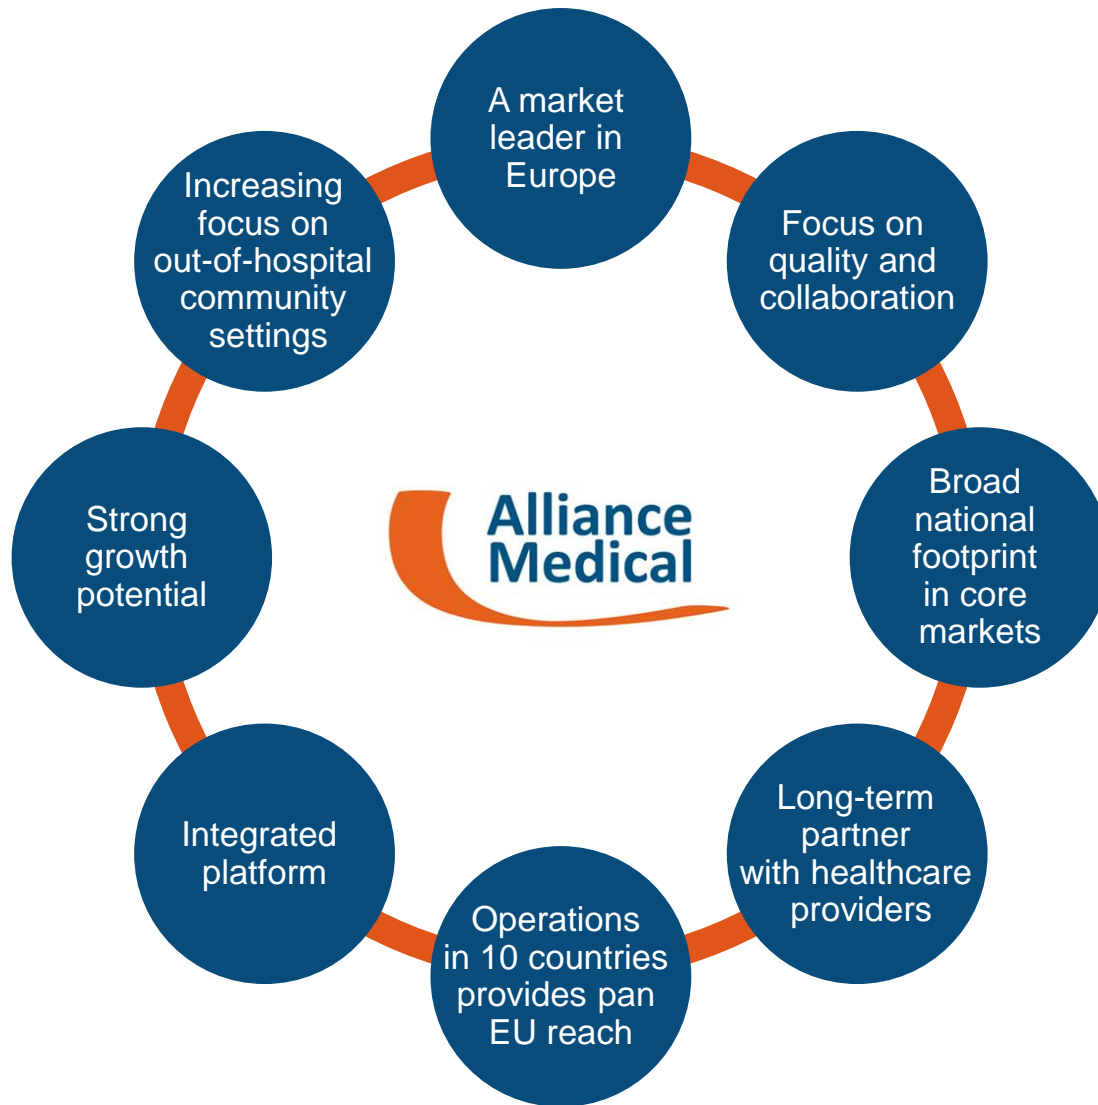 A market
leader in
Europe
Focus on
quality and
collaboration
Broad
national
footprint
in core
markets
Long-term
partner
with healthcare
providers
Operations
in 10 countries
provides pan
EU reach
Integrated
platform
Strong
growth
potential
Increasing
focus on
out-of-hospital
community
settings
Alliance
Medical